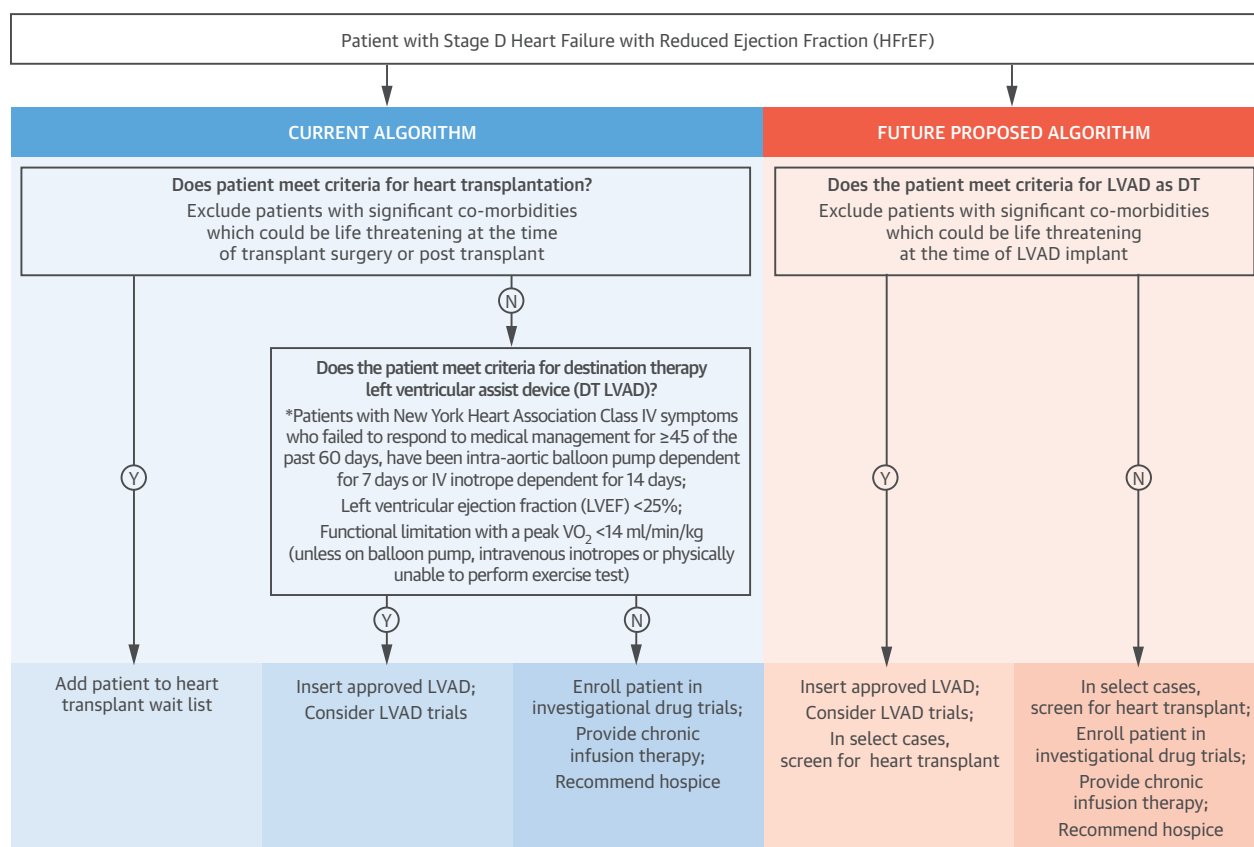 Patient with Stage D Heart Failure with Reduced Ejection Fraction (HFrEF)
CURRENT ALGORITHM
Does patient meet criteria for heart transplantation?
Exclude patients with significant co-morbidities
which could be life threatening at the time
of transplant surgery or post transplant
N
Does the patient meet criteria for destination therapy
left ventricular assist device (DT LVAD)?
*Patients with New York Heart Association Class IV symptoms
who failed to respond to medical management for ≥45 of the
past 60 days, have been intra-aortic balloon pump dependent
for 7 days or IV inotrope dependent for 14 days;
Left ventricular ejection fraction (LVEF) <25%;
Functional limitation with a peak VO₂ <14 ml/min/kg
(unless on balloon pump, intravenous inotropes or physically
unable to perform exercise test)
Y
Y
N
Add patient to heart
transplant wait list
Insert approved LVAD;
Consider LVAD trials
Enroll patient in
investigational drug trials;
Provide chronic
infusion therapy;
Recommend hospice
FUTURE PROPOSED ALGORITHM
Does the patient meet criteria for LVAD as DT
Exclude patients with significant co-morbidities
which could be life threatening
at the time of LVAD implant
Y
N
Insert approved LVAD;
Consider LVAD trials;
In select cases,
screen for heart transplant
In select cases,
screen for heart transplant;
Enroll patient in
investigational drug trials;
Provide chronic
infusion therapy;
Recommend hospice